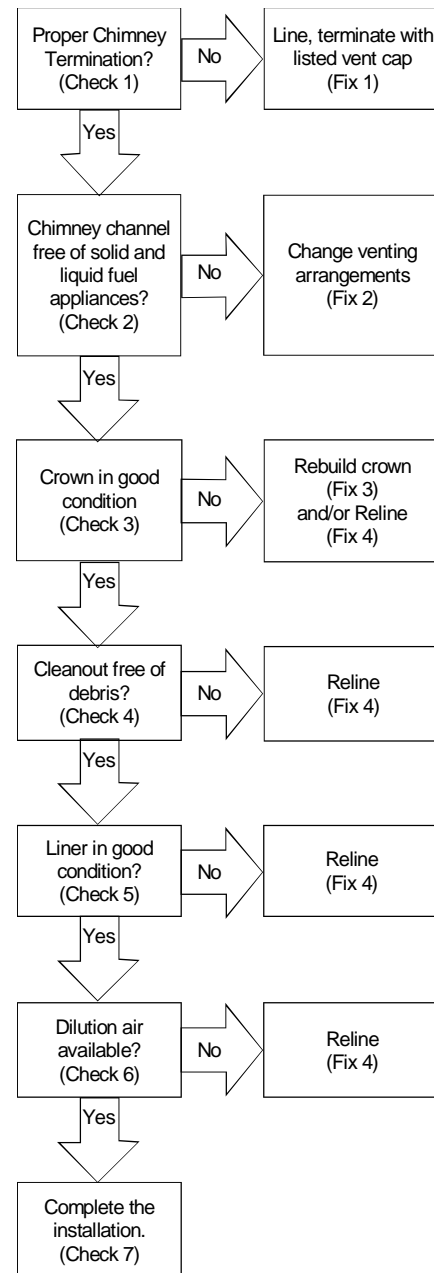 Proper Chimney
Termination?
(Check 1)
No
Line, terminate with
listed vent cap
(Fix 1)
Yes
Chimney channel
free of solid and
liquid fuel
appliances?
(Check 2)
No
Change venting
arrangements
(Fix 2)
Yes
Crown in good
condition
(Check 3)
No
Rebuild crown
(Fix 3)
and/or Reline
(Fix 4)
Yes
Cleanout free of
debris?
(Check 4)
No
Reline
(Fix 4)
Yes
Liner in good
condition?
(Check 5)
No
Reline
(Fix 4)
Yes
Dilution air
available?
(Check 6)
No
Reline
(Fix 4)
Yes
Complete the
installation.
(Check 7)